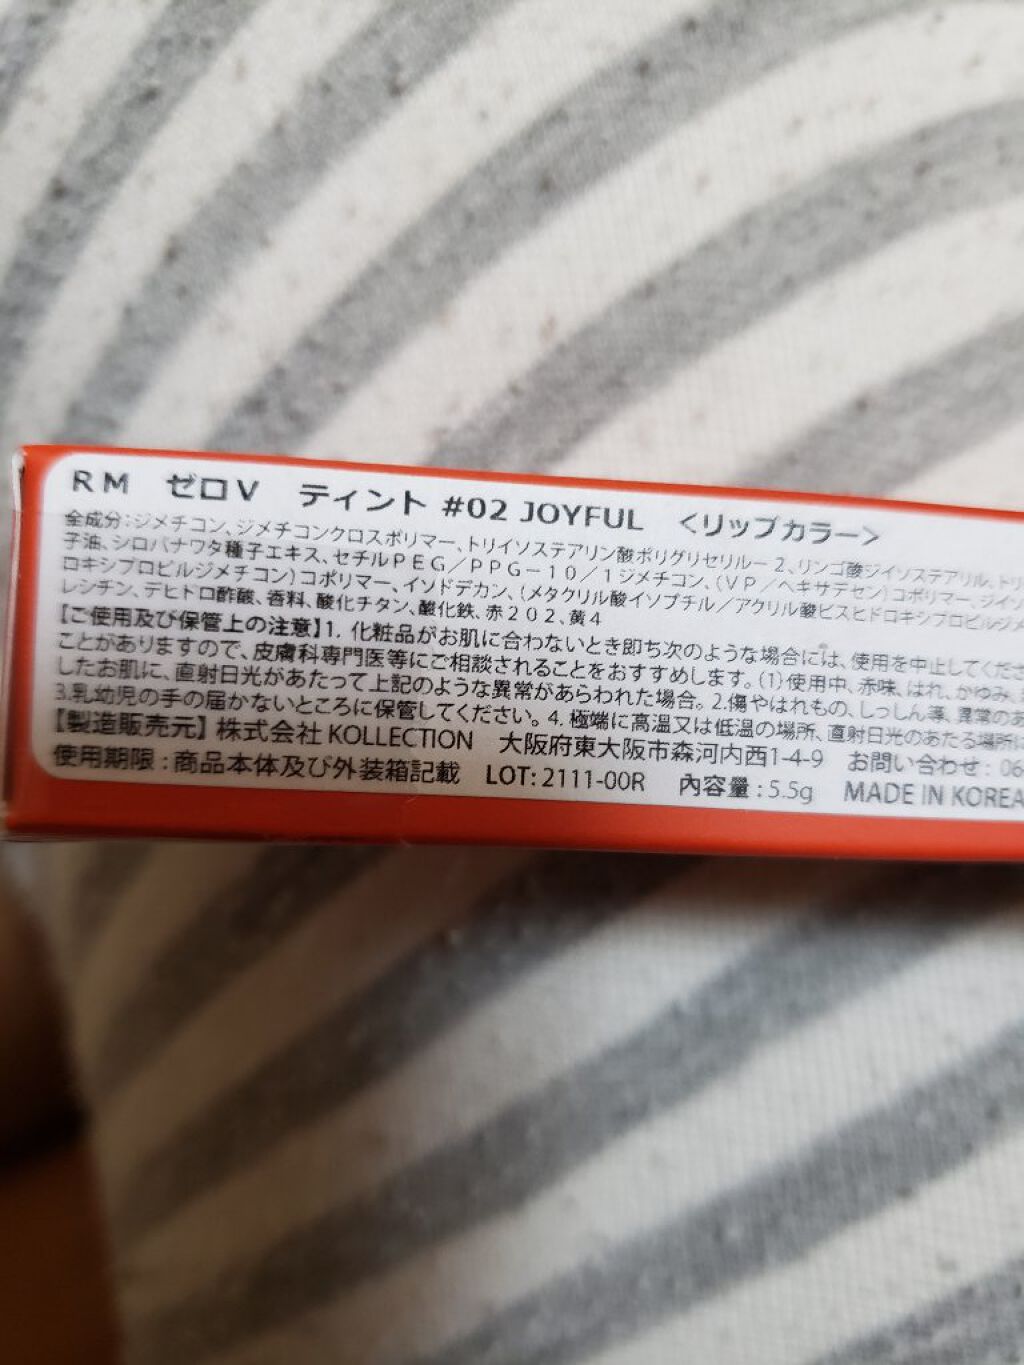 RM ゼロV ティント #02 JOYFUL <リップカラー>
全成分:ジメチコン、ジメチコンクロスポリマー、トリイソステアリン酸ポリグリセリル－2、リンゴ酸ジイソステアリル、トリ
子油、シロバナワタ種子エキス、セチルPEG／PPG－10／1ジメチコン、(VP／ヘキサデセン)コポリマー、ジイソ
ロキシプロピルジメチコン)コポリマー、イソドデカン、(メタクリル酸イソブチル／アクリル酸ビスヒドロキシプロピルジメ
レシチン、デヒドロ酢酸、香料、酸化チタン、酸化鉄、赤202、黄4
【ご使用及び保管上の注意】1. 化粧品がお肌に合わないとき即ち次のような場合には、使用を中止してくださ
ことがありますので、皮膚科専門医等にご相談されることをおすすめします。(1)使用中、赤味、はれ、かゆみ、
したお肌に、直射日光があたって上記のような異常があらわれた場合。2.傷やはれもの、しっしん等、異常のあ
3.乳幼児の手の届かないところに保管してください。4. 極端に高温又は低温の場所、直射日光のあたる場所に
【製造販売元】株式会社 KOLLECTION 大阪府東大阪市森河内西1-4-9 お問い合わせ:06
使用期限:商品本体及び外装箱記載 LOT: 2111-00R 内容量:5.5g MADE IN KOREA